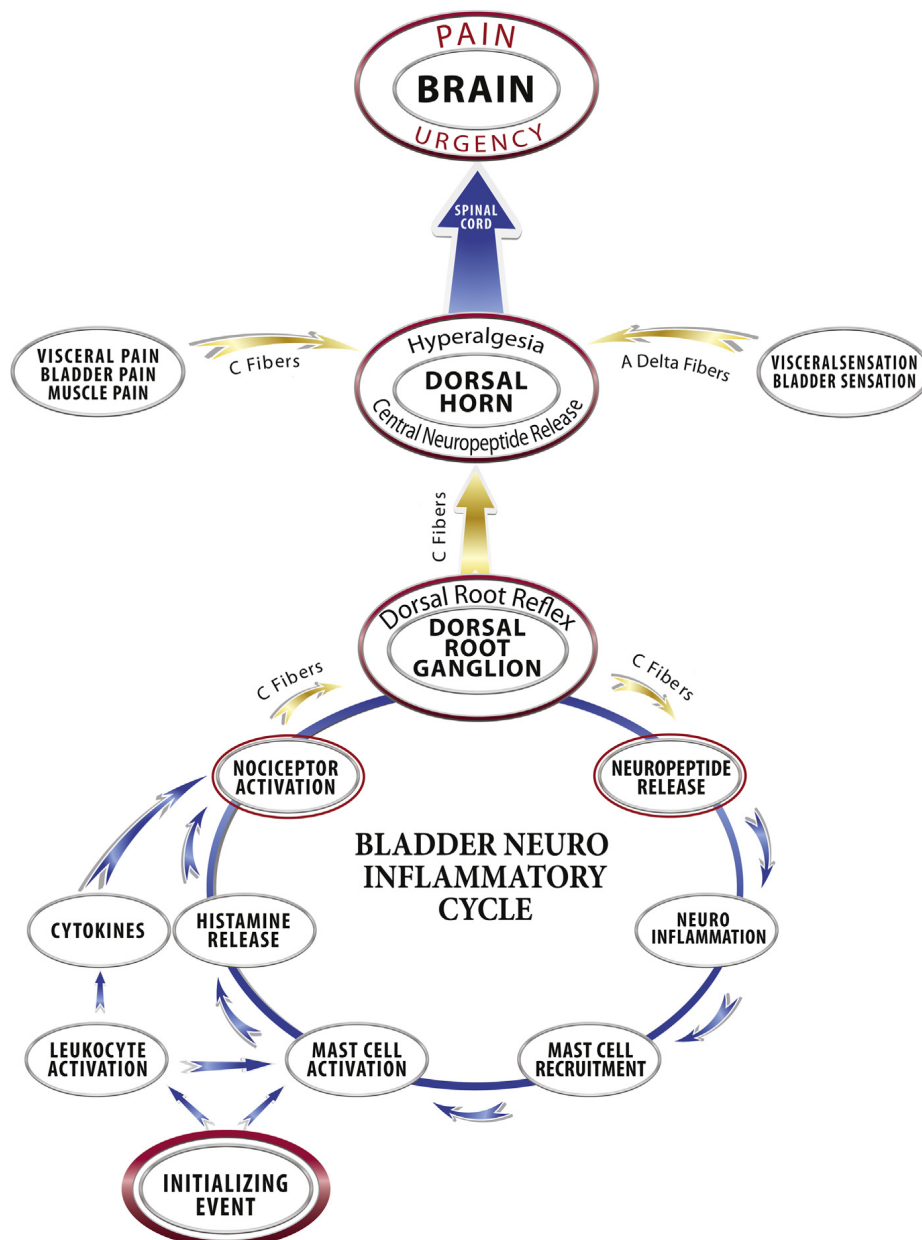 PAIN
BRAIN
URGENCY
SPINAL
CORD
VISCERAL PAIN
BLADDER PAIN
MUSCLE PAIN
C Fibers
Hyperalgesia
DORSAL
HORN
Central Neuropeptide Release
A Delta Fibers
VISCERALSENSATION
BLADDER SENSATION
C Fibers
Dorsal Root Reflex
DORSAL
ROOT
GANGLION
C Fibers
C Fibers
NOCICEPTOR
ACTIVATION
NEUROPEPTIDE
RELEASE
BLADDER NEURO
INFLAMMATORY
CYCLE
CYTOKINES
HISTAMINE
RELEASE
NEURO
INFLAMMATION
LEUKOCYTE
ACTIVATION
MAST CELL
ACTIVATION
MAST CELL
RECRUITMENT
INITIALIZING
EVENT